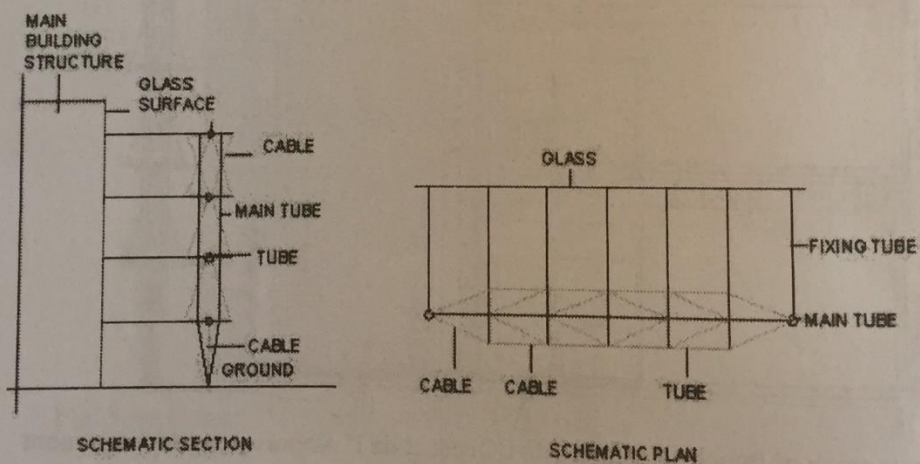 MAIN
BUILDING
STRUCTURE
GLASS
SURFACE
CABLE
MAIN TUBE
TUBE
CABLE
GROUND
SCHEMATIC SECTION
GLASS
FIXING TUBE
MAIN TUBE
CABLE CABLE TUBE
SCHEMATIC PLAN